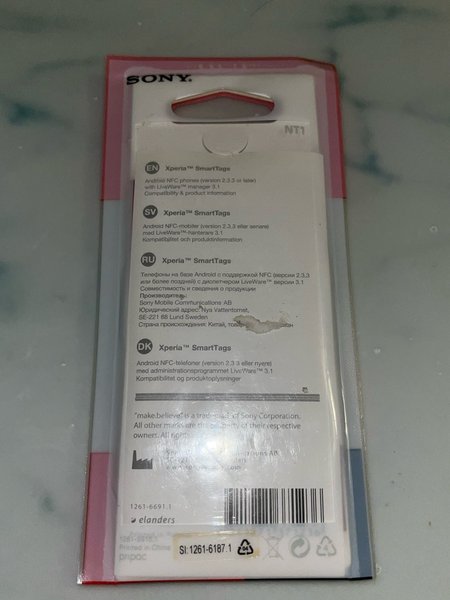 SONY
NT1
EN Xperia™ SmartTags
Android NFC phones (version 2.3.3 or later)
with LiveWare™ manager 3.1
Compatibility & product information
SV Xperia™ SmartTags
Android NFC-mobiler (version 2.3.3 eller senare)
med LiveWare™-hanterare 3.1
Kompatibilitet och produktinformation
RU Xperia™ SmartTags
Телефоны на базе Android с поддержкой NFC (версии 2.3.3
или более поздней) с диспетчером LiveWare™ версии 3.1
Совместимость и сведения о продукции
Производитель:
Sony Mobile Communications AB
Юридический адрес: Nya Vattentornet,
SE-221 88 Lund Sweden
Страна происхождения: Китай,
DK Xperia™ SmartTags
Android NFC-telefoner (version 2.3.3 eller nyere)
med administrationsprogrammet LiveWare™ 3.1
Kompatibilitet og produktoplysninger
"make.believe" is a trademark of Sony Corporation.
All other marks are the property of their respective
owners. All
1261-6691.1
elanders
Printed in China
pripac
SI:1261-6187.1